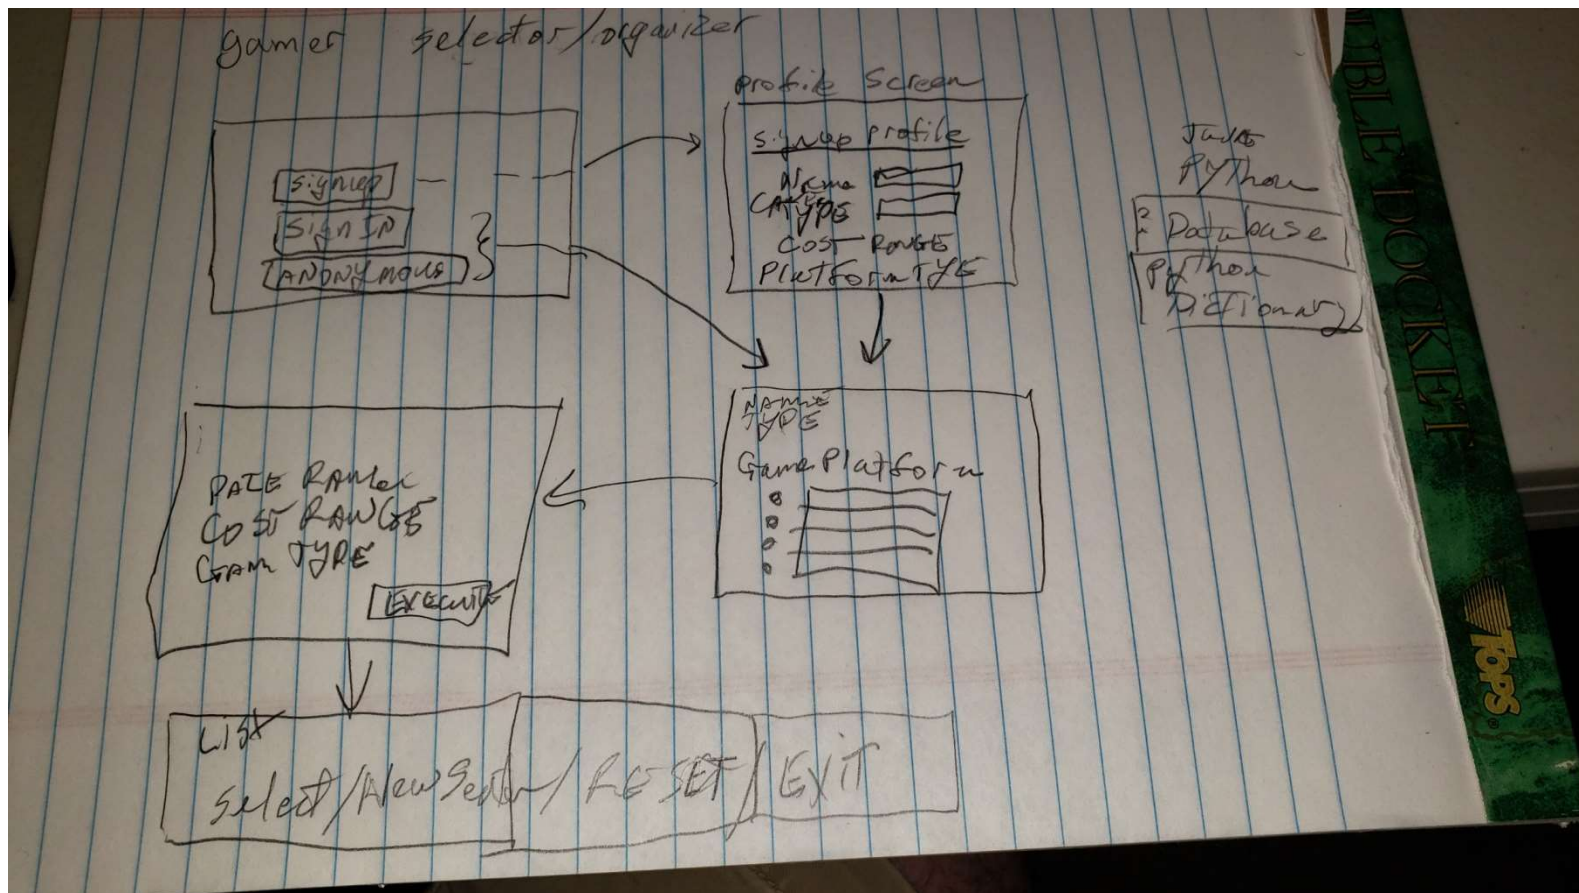 gamer selector/organizer
Profile Screen
signup
SIGN IN
ANONYMOUS
signup profile
Name
TYPE
COST RANGE
Platform TYPE
PYThon
Database
PYThon
Dictionary
NAME
TYPE
Game Platform
DATE RANGE
COST RANGE
GAME TYPE
EXECUTE
LIST
Select/New / RESET / EXIT
DOUBLE DOCKET
TOPS